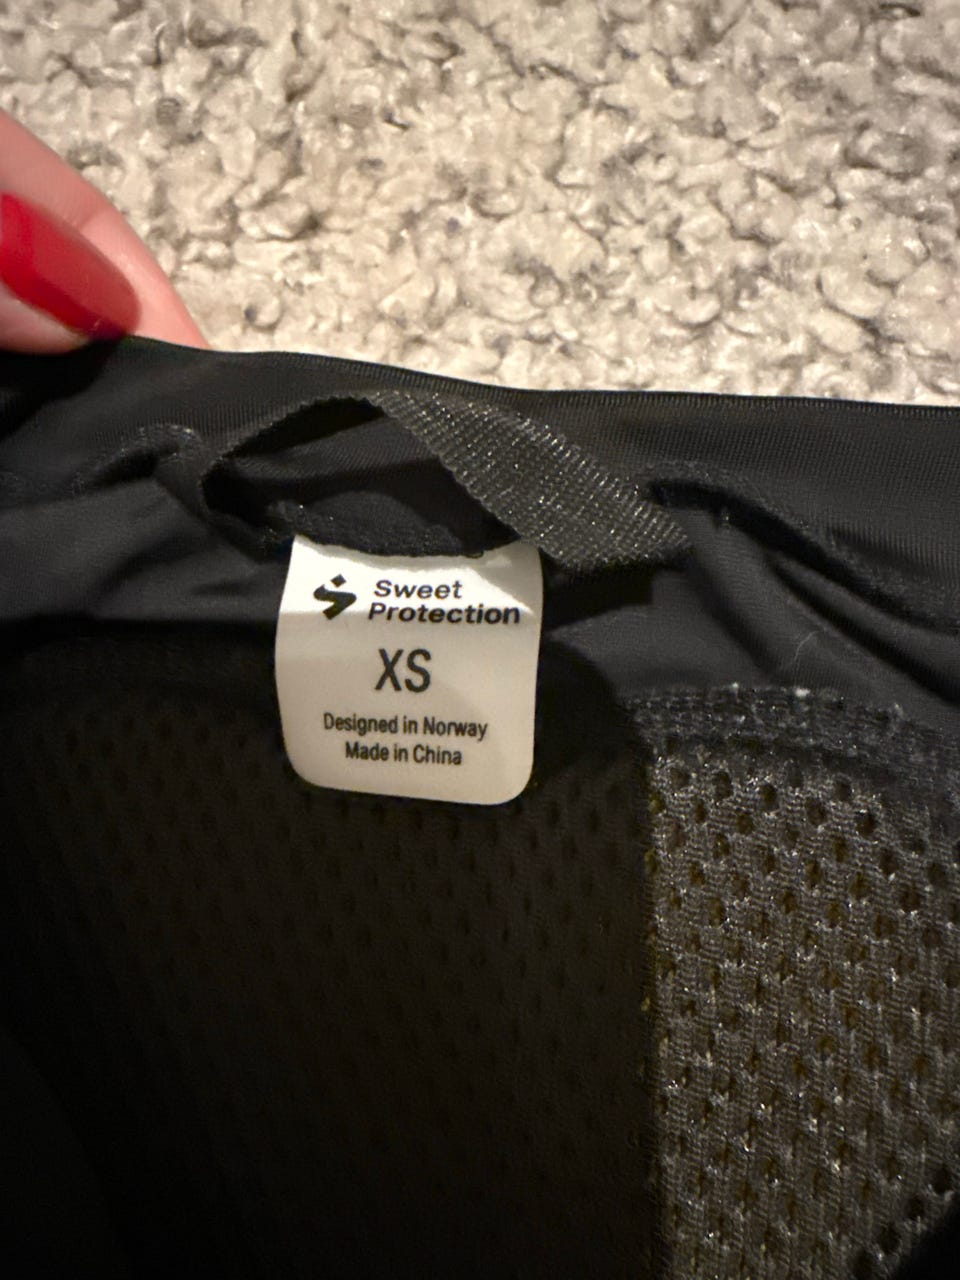 Sweet
Protection
XS
Designed in Norway
Made in China